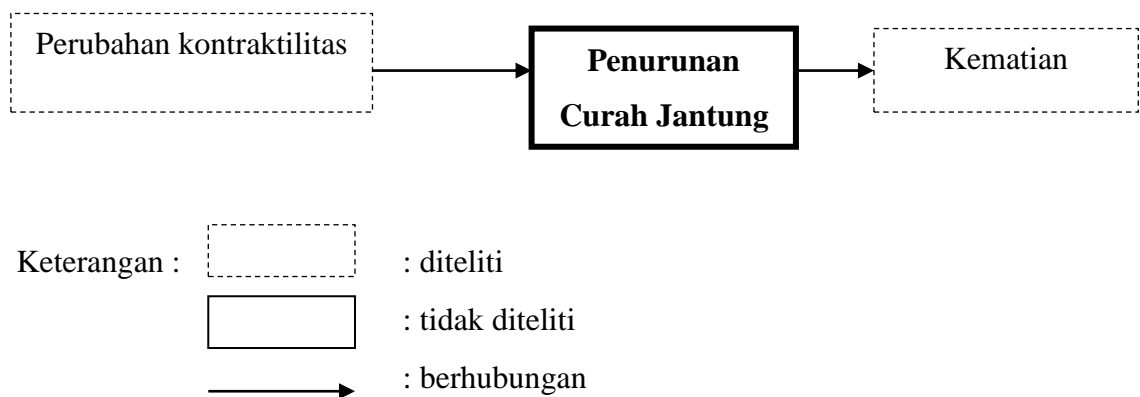 Perubahan kontraktilitas
Penurunan
Curah Jantung
Kematian
Keterangan :
: diteliti
: tidak diteliti
: berhubungan